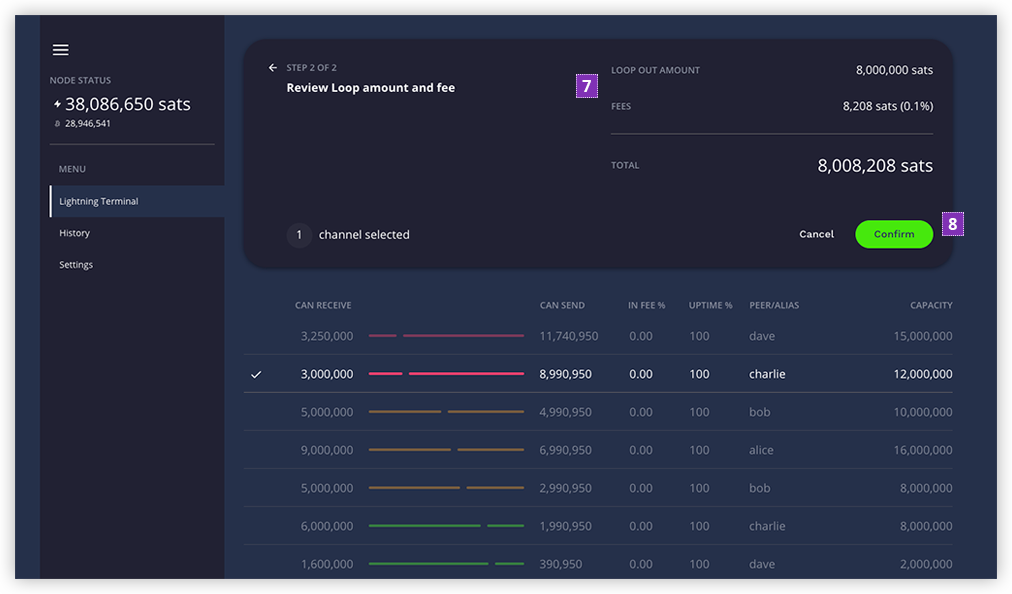 NODE STATUS
38,086,650 sats
28,946,541
MENU
Lightning Terminal
History
Settings
STEP 2 OF 2
Review Loop amount and fee
7
LOOP OUT AMOUNT 8,000,000 sats
FEES 8,208 sats (0.1%)
TOTAL 8,008,208 sats
1 channel selected
Cancel Confirm 8
CAN RECEIVE CAN SEND IN FEE % UPTIME % PEER/ALIAS CAPACITY
3,250,000 11,740,950 0.00 100 dave 15,000,000
3,000,000 8,990,950 0.00 100 charlie 12,000,000
5,000,000 4,990,950 0.00 100 bob 10,000,000
9,000,000 6,990,950 0.00 100 alice 16,000,000
5,000,000 2,990,950 0.00 100 bob 8,000,000
6,000,000 1,990,950 0.00 100 charlie 8,000,000
1,600,000 390,950 0.00 100 dave 2,000,000